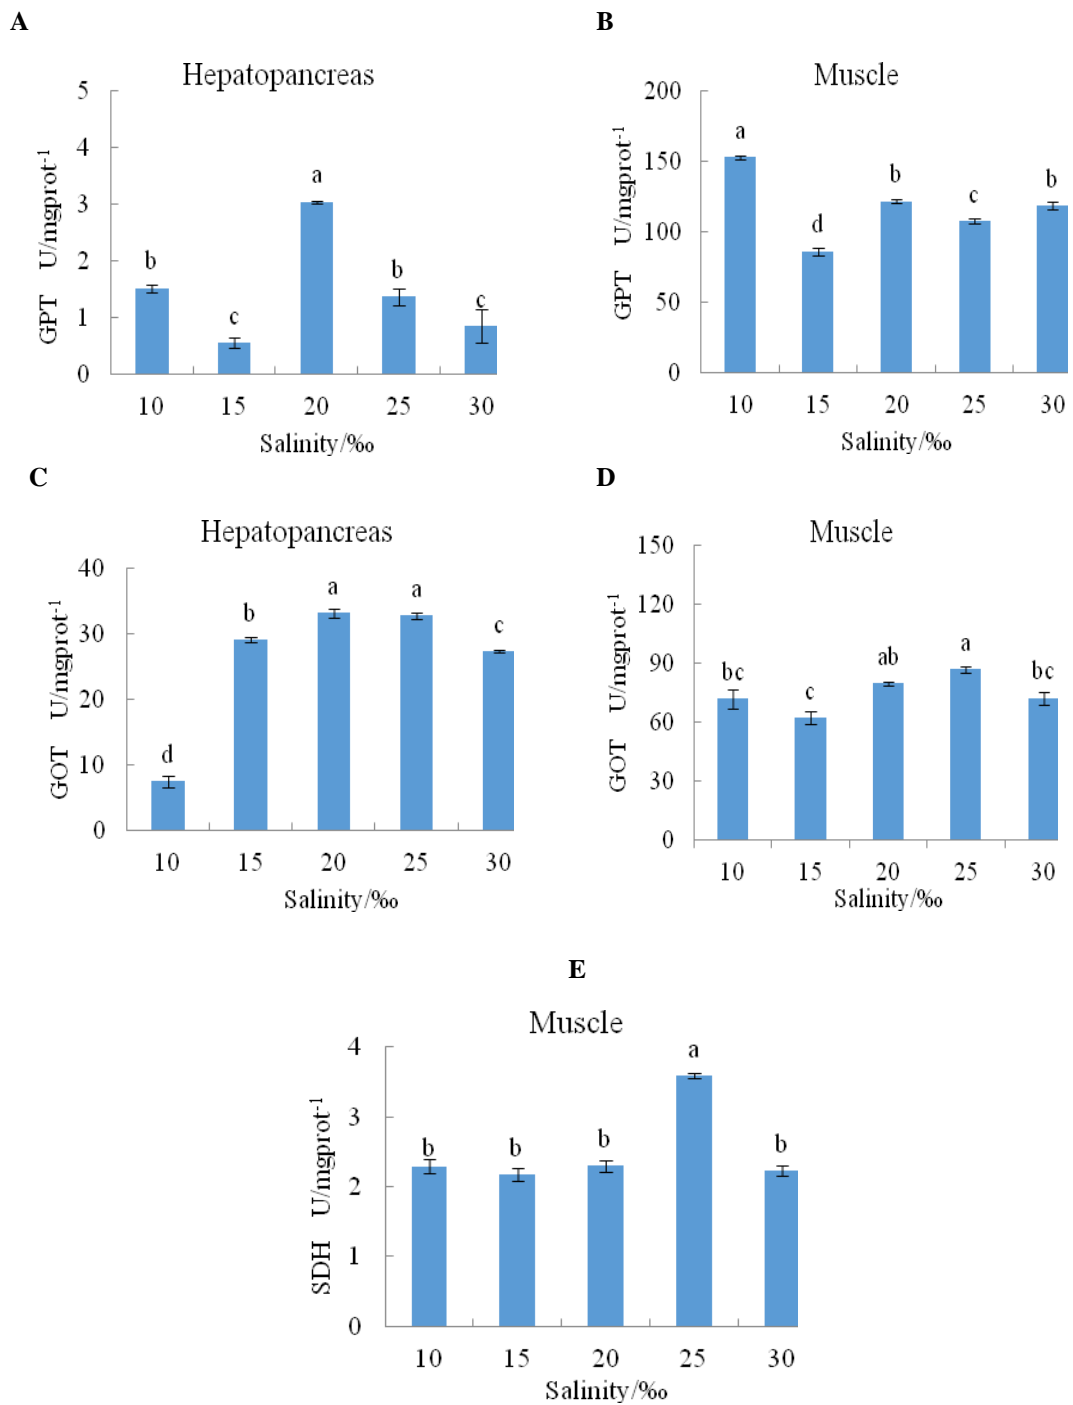 A
B
Hepatopancreas
Muscle
GPT U/mgprot-1
5
4
3
2
1
0
b
c
a
b
c
10 15 20 25 30
Salinity/‰
GPT U/mgprot-1
200
150
100
50
0
a
d
b
c
b
10 15 20 25 30
Salinity/‰
C
D
Hepatopancreas
Muscle
GOT U/mgprot-1
40
30
20
10
0
d
b
a
a
c
10 15 20 25 30
Salinity/‰
GOT U/mgprot-1
150
120
90
60
30
0
bc
c
ab
a
bc
10 15 20 25 30
Salinity/‰
E
Muscle
SDH U/mgprot-1
4
3
2
1
0
b
b
b
a
b
10 15 20 25 30
Salinity/‰